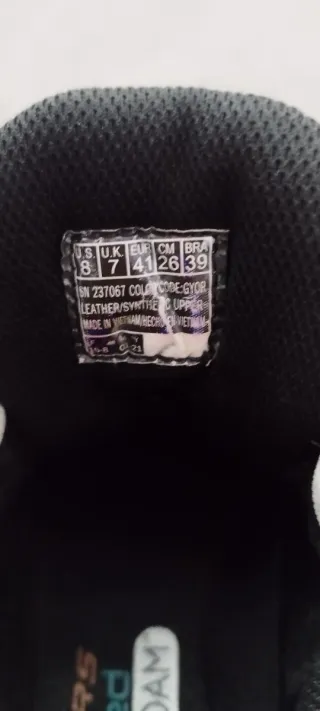 U.S. U.K. EUR CM BRA
8 7 41 26 39
SN 237067 COLOR CODE:GYOR
LEATHER/SYNTHETIC UPPER
MADE IN VIETNAM/HECHO EN VIETNAM